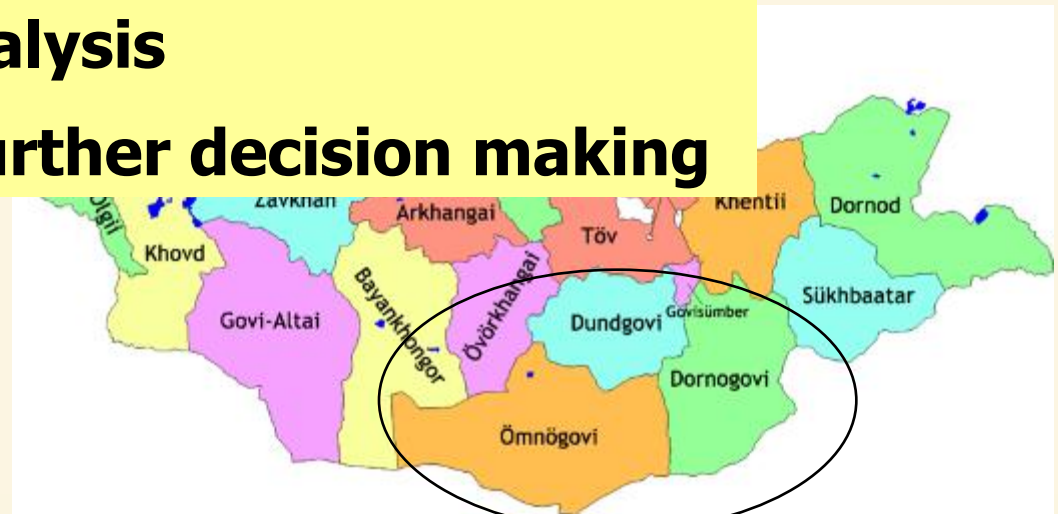 alysis
urther decision making
Ölgii
Zavkhan
Arkhangai
Khentii
Dornod
Khovd
Töv
Govi-Altai
Bayankhongor
Övörkhangai
Dundgovi
Govisümber
Sükhbaatar
Dornogovi
Ömnögovi